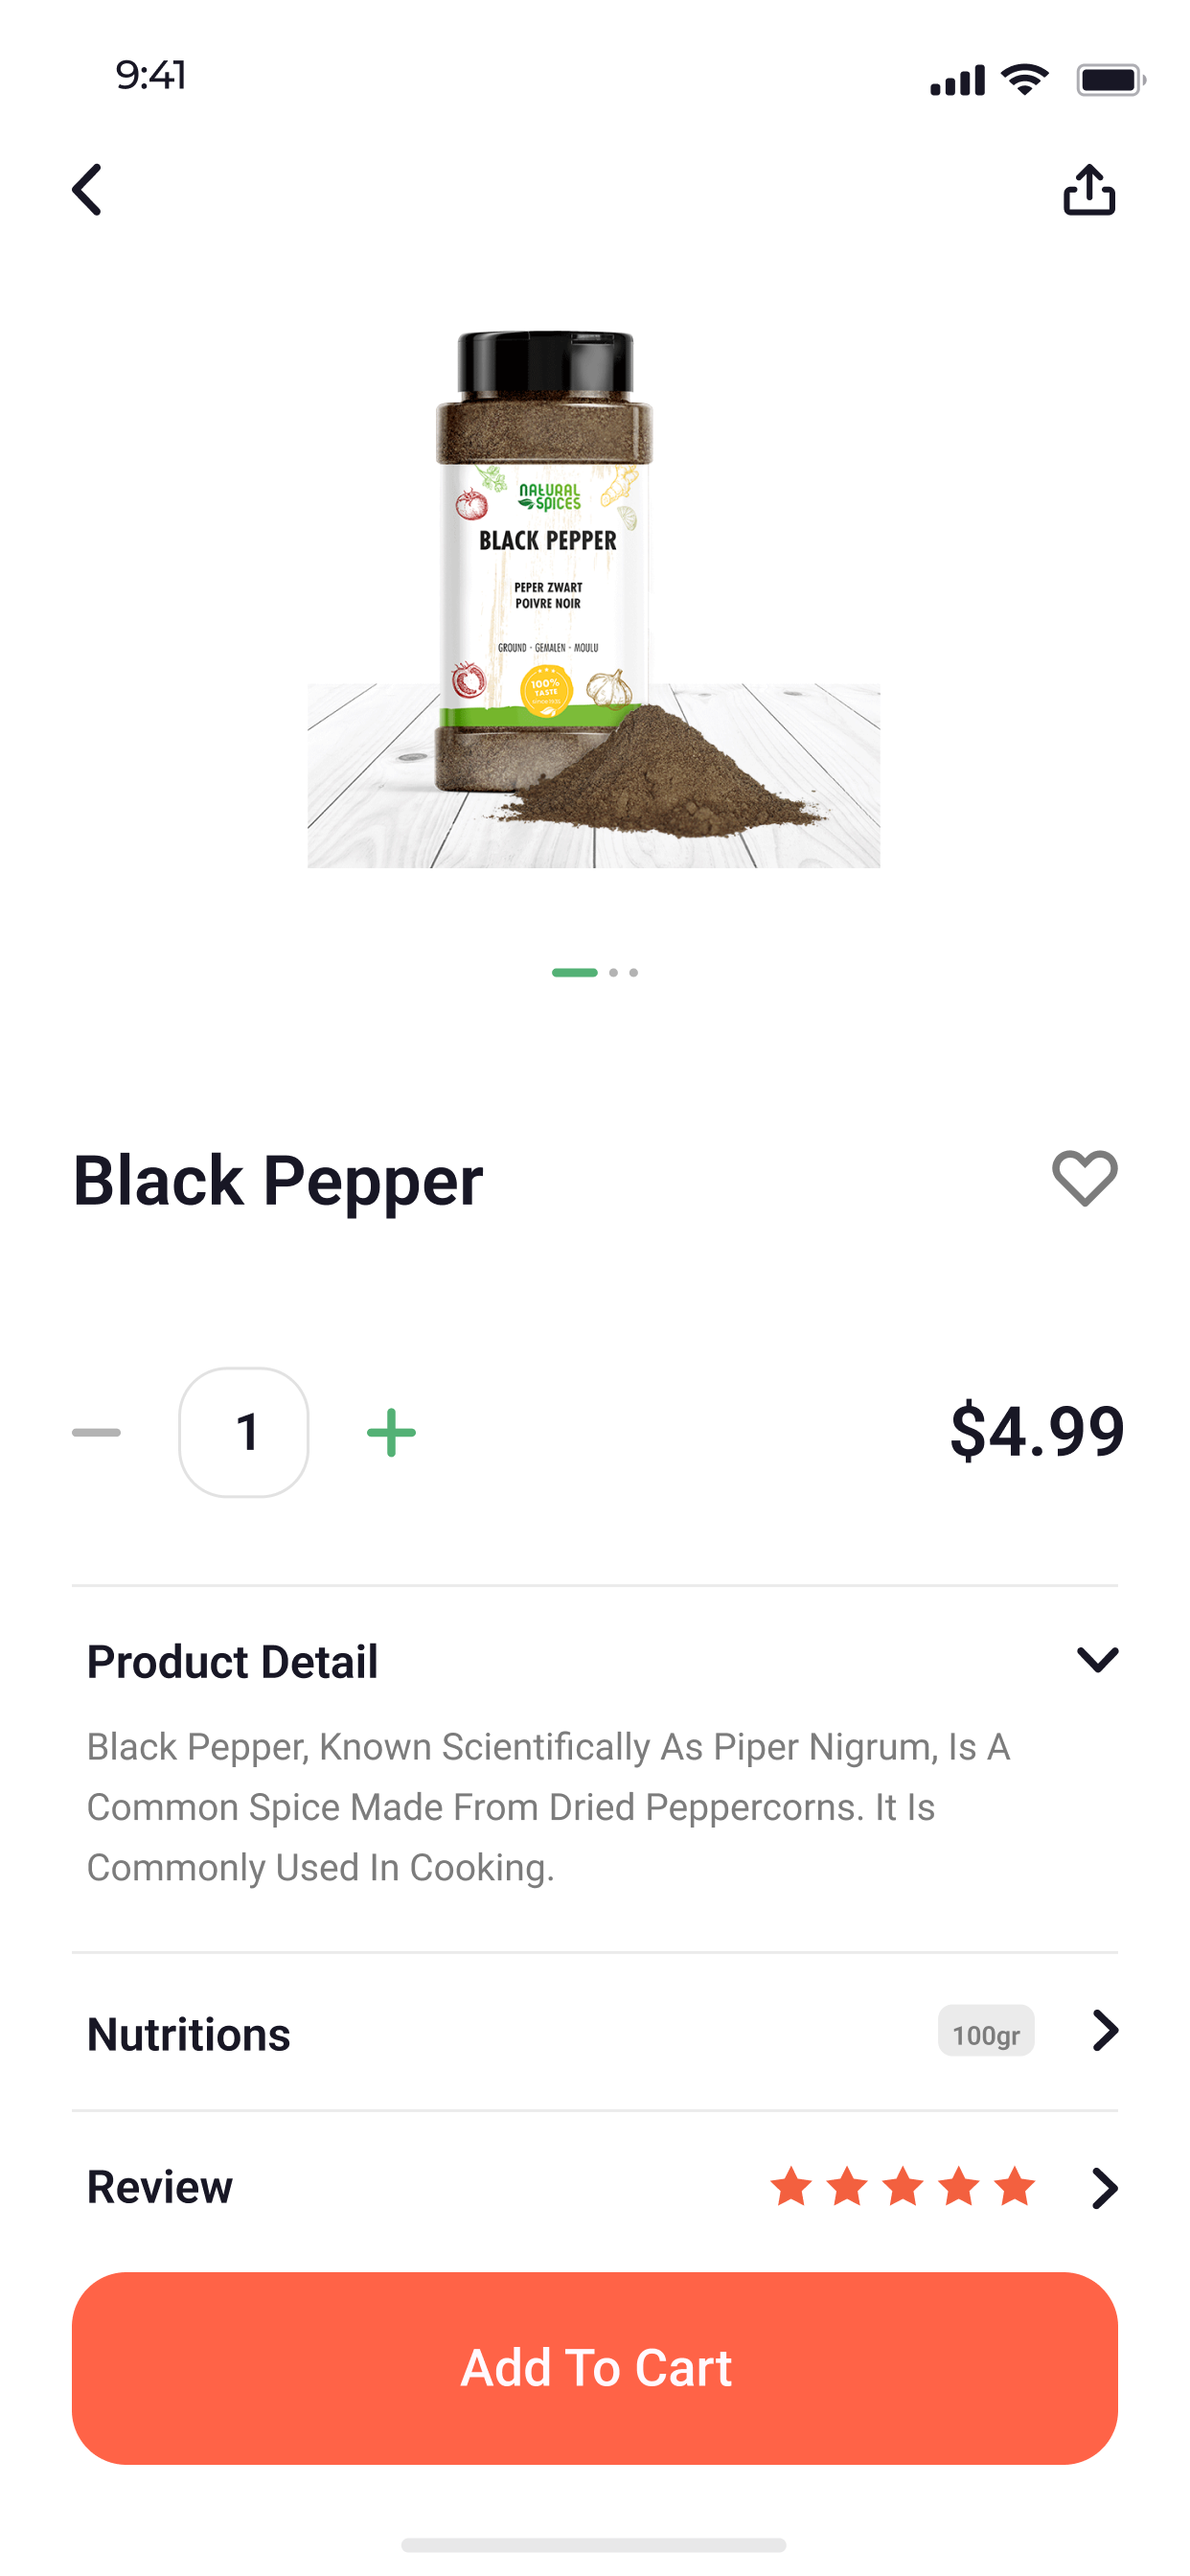 9:41
NATURAL
SPICES
BLACK PEPPER
PEPER ZWART
POIVRE NOIR
GROUND - GEMALEN - MOULU
100%
TASTE
Black Pepper
1
$4.99
Product Detail
Black Pepper, Known Scientifically As Piper Nigrum, Is A
Common Spice Made From Dried Peppercorns. It Is
Commonly Used In Cooking.
Nutritions
100gr
Review
Add To Cart